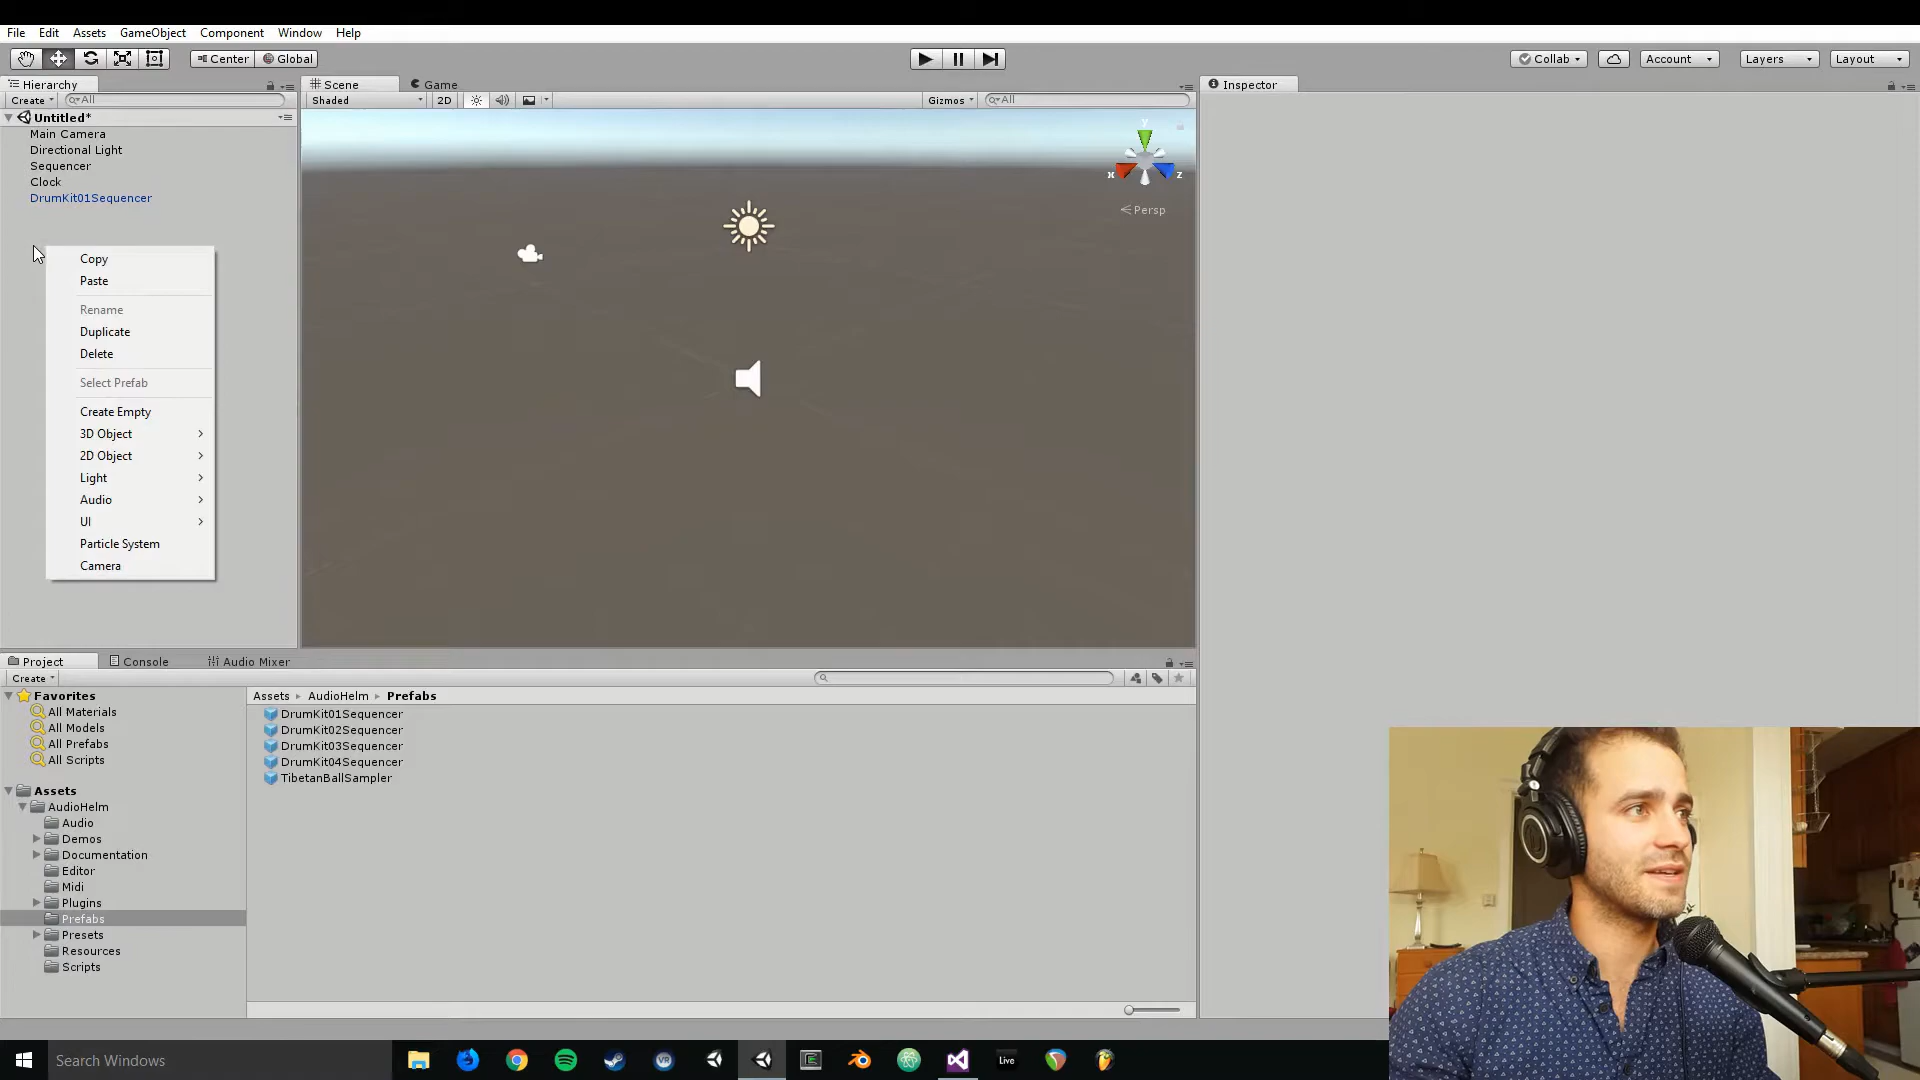 File Edit Assets GameObject Component Window Help
Center Global Collab Account Layers Layout
Hierarchy Scene Game Inspector
Create All Shaded 2D Gizmos All
Untitled*
Main Camera
Directional Light
Sequencer
Clock
DrumKit01Sequencer
y
x
z
Persp
Copy
Paste
Rename
Duplicate
Delete
Select Prefab
Create Empty
3D Object
2D Object
Light
Audio
UI
Particle System
Camera
Project Console Audio Mixer
Create
Favorites
All Materials
All Models
All Prefabs
All Scripts
Assets
AudioHelm
Audio
Demos
Documentation
Editor
Midi
Plugins
Prefabs
Presets
Resources
Scripts
Assets AudioHelm Prefabs
DrumKit01Sequencer
DrumKit02Sequencer
DrumKit03Sequencer
DrumKit04Sequencer
TibetanBallSampler
Search Windows
VR
Live